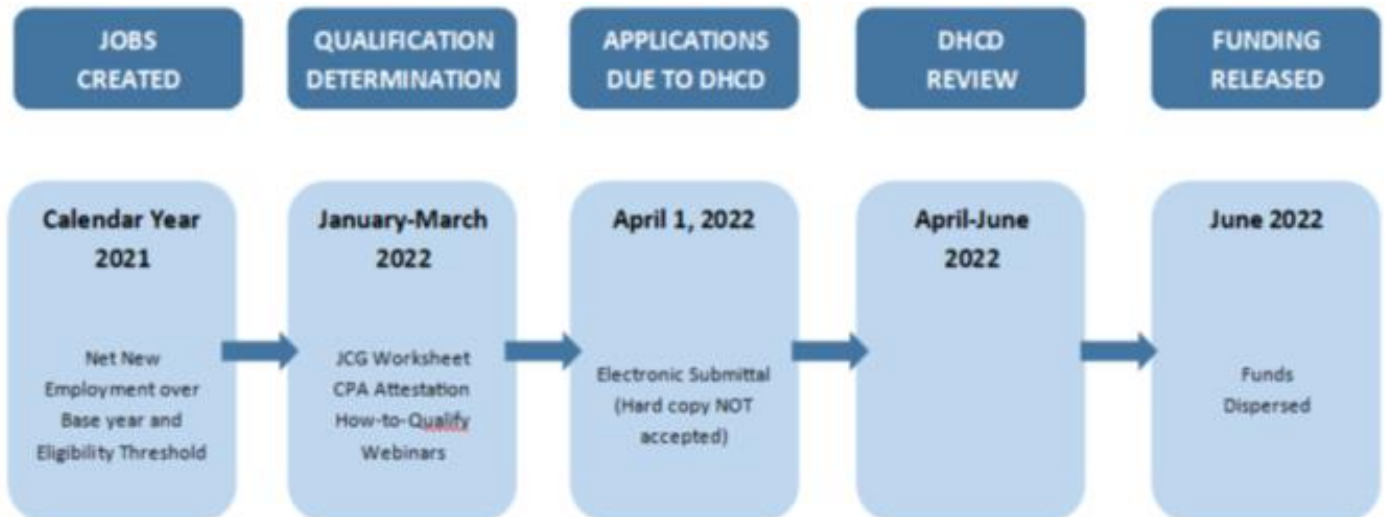 JOBS
CREATED
QUALIFICATION
DETERMINATION
APPLICATIONS
DUE TO DHCD
DHCD
REVIEW
FUNDING
RELEASED
Calendar Year
2021
Net New
Employment over
Base year and
Eligibility Threshold
January-March
2022
JCG Worksheet
CPA Attestation
How-to-Qualify
Webinars
April 1, 2022
Electronic Submittal
(Hard copy NOT
accepted)
April-June
2022
June 2022
Funds
Dispersed